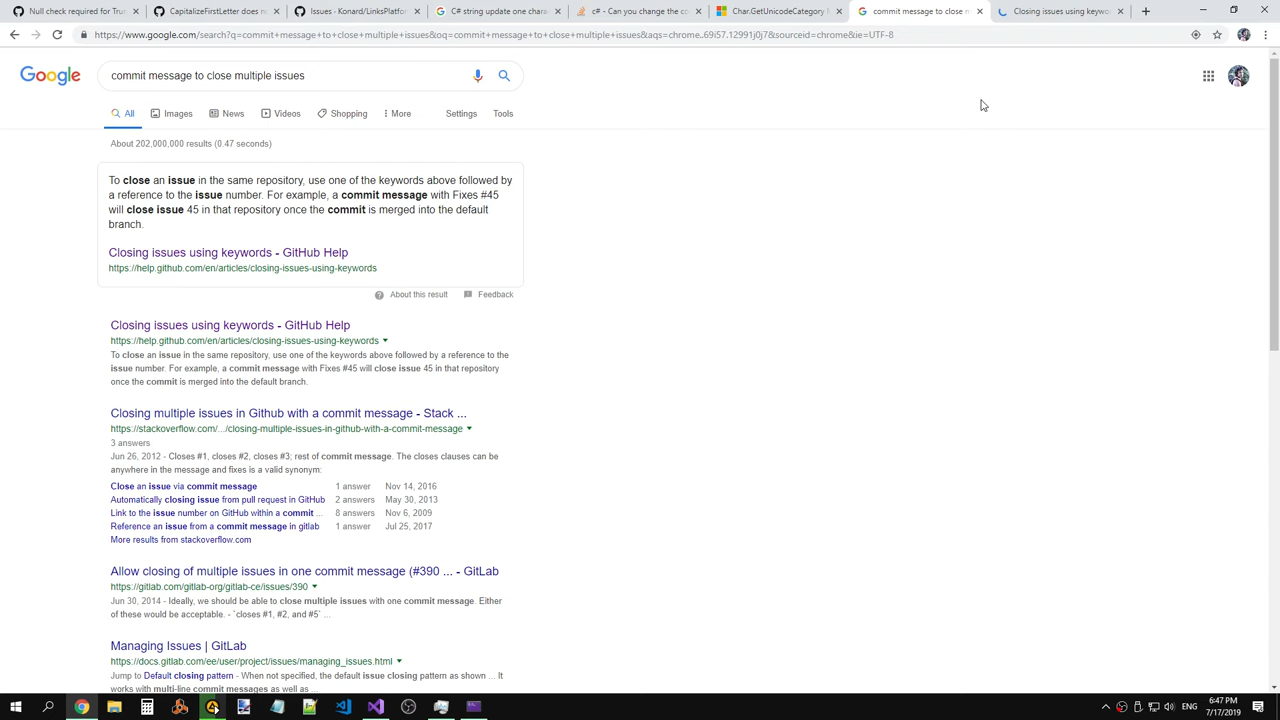 Null check required for T
CapitalizeFirstLetter does n
Issues · Konard/LinksPlatfo
C# string update one chara
c# - Can you change the co
Char.GetUnicodeCategory M
commit message to close m
Closing issues using keywo
https://www.google.com/search?q=commit+message+to+close+multiple+issues&oq=commit+message+to+close+multiple+issues&aqs=chrome..69i57.12991j0j7&sourceid=chrome&ie=UTF-8
Google
commit message to close multiple issues
All
Images
News
Videos
Shopping
More
Settings
Tools
About 202,000,000 results (0.47 seconds)
To close an issue in the same repository, use one of the keywords above followed by
a reference to the issue number. For example, a commit message with Fixes #45
will close issue 45 in that repository once the commit is merged into the default
branch.
Closing issues using keywords - GitHub Help
https://help.github.com/en/articles/closing-issues-using-keywords
About this result
Feedback
Closing issues using keywords - GitHub Help
https://help.github.com/en/articles/closing-issues-using-keywords
To close an issue in the same repository, use one of the keywords above followed by a reference to the
issue number. For example, a commit message with Fixes #45 will close issue 45 in that repository
once the commit is merged into the default branch.
Closing multiple issues in Github with a commit message - Stack ...
https://stackoverflow.com/.../closing-multiple-issues-in-github-with-a-commit-message
3 answers
Jun 26, 2012 - Closes #1, closes #2, closes #3; rest of commit message. The closes clauses can be
anywhere in the message and fixes is a valid synonym:
Close an issue via commit message 1 answer Nov 14, 2016
Automatically closing issue from pull request in GitHub 2 answers May 30, 2013
Link to the issue number on GitHub within a commit ... 8 answers Nov 6, 2009
Reference an issue from a commit message in gitlab 1 answer Jul 25, 2017
More results from stackoverflow.com
Allow closing of multiple issues in one commit message (#390 ... - GitLab
https://gitlab.com/gitlab-org/gitlab-ce/issues/390
Jun 30, 2014 - Ideally, we should be able to close multiple issues with one commit message. Either
of these would be acceptable. - `closes #1, #2, and #5` ...
Managing Issues | GitLab
https://docs.gitlab.com/ee/user/project/issues/managing_issues.html
Jump to Default closing pattern - When not specified, the default issue closing pattern as shown ... It
works with multi-line commit messages as well as ...
6:47 PM
7/17/2019